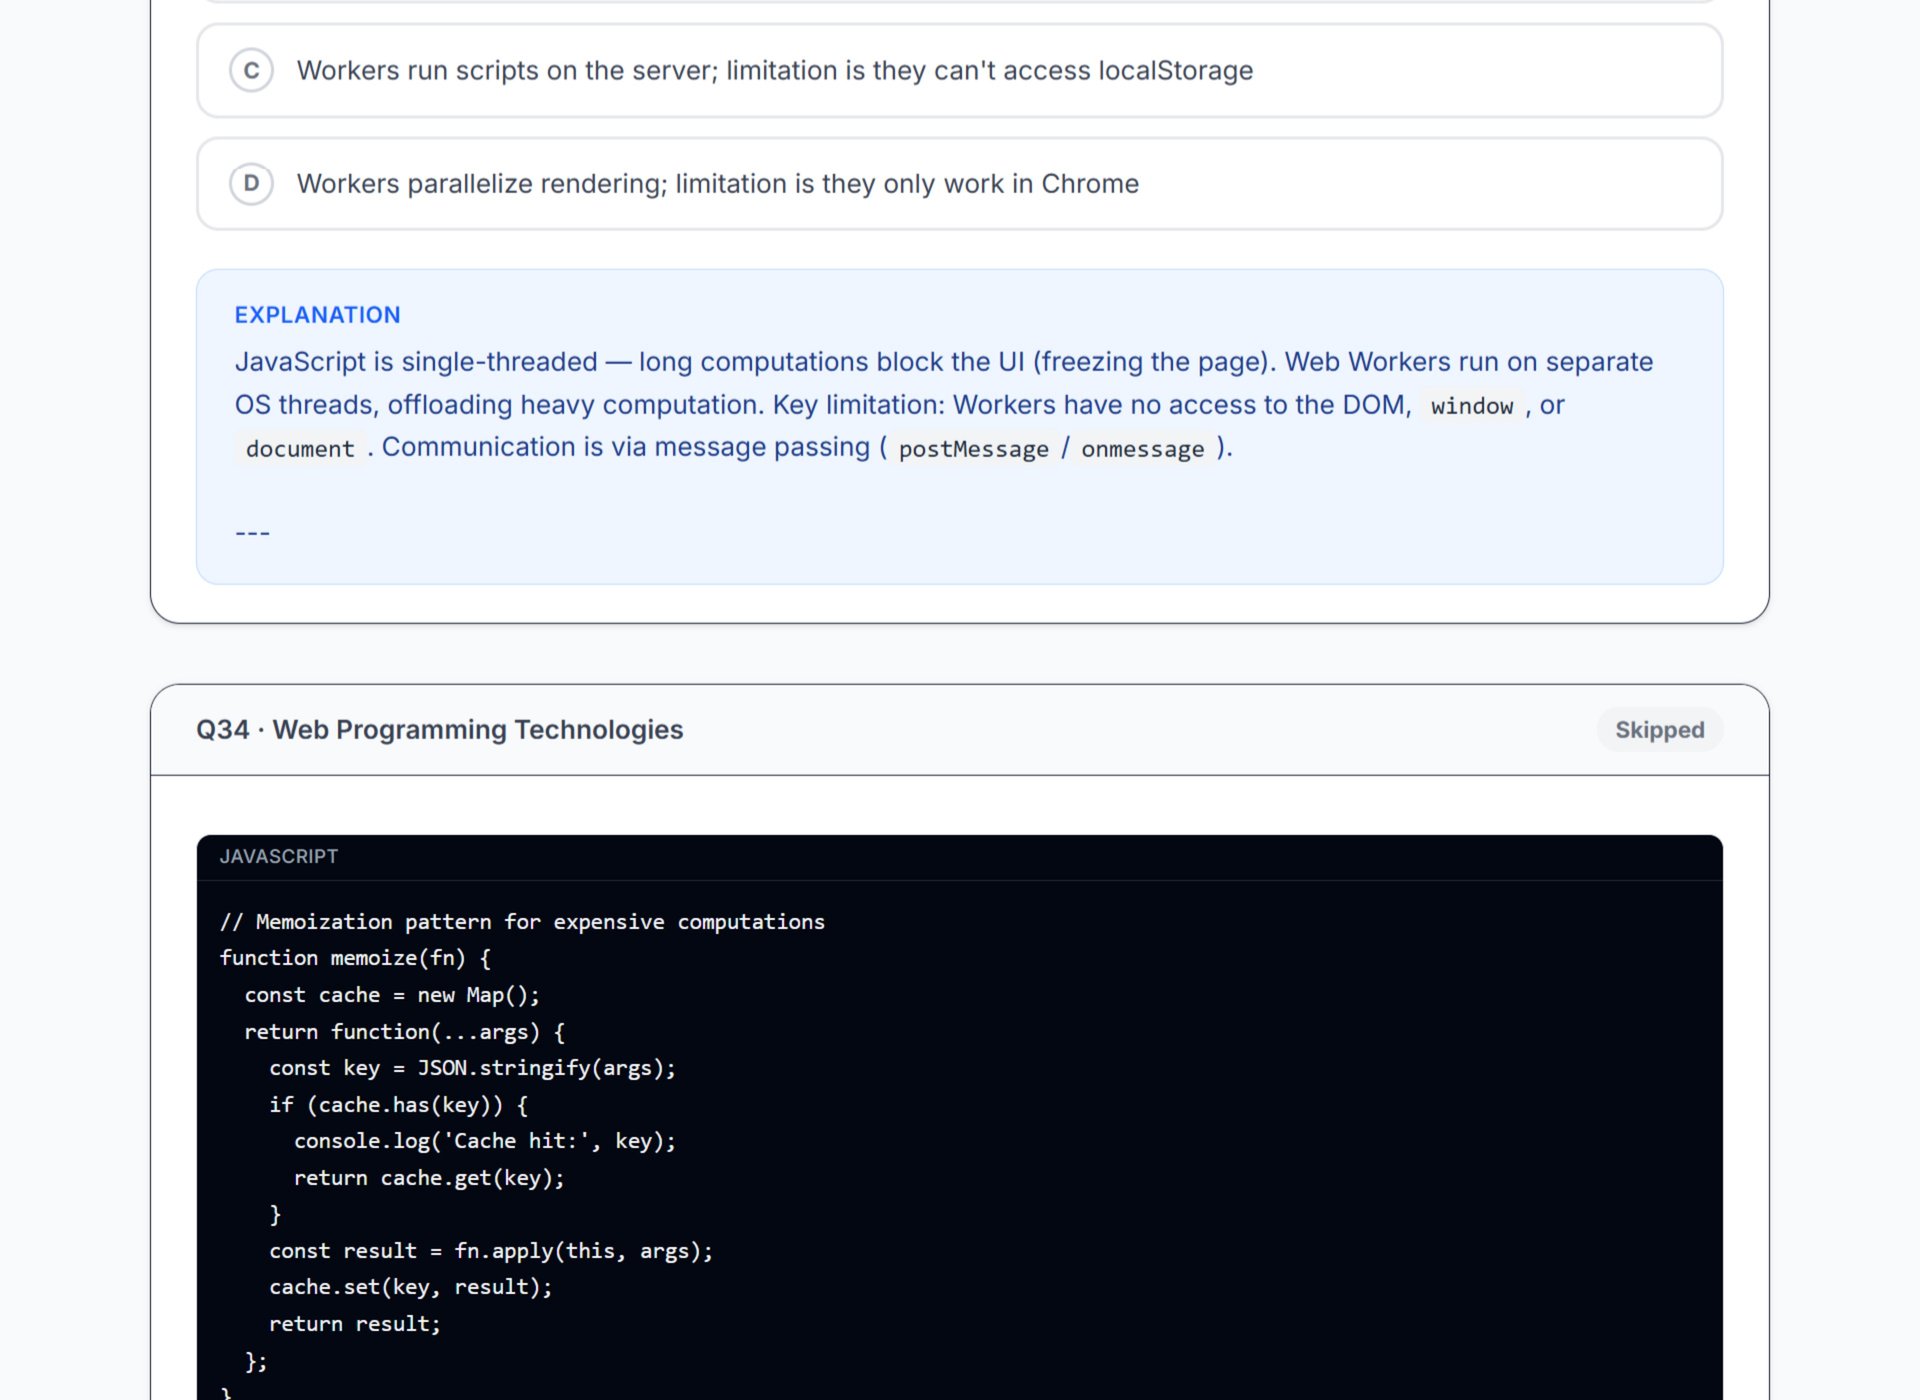 C Workers run scripts on the server; limitation is they can't access localStorage
D Workers parallelize rendering; limitation is they only work in Chrome
EXPLANATION
JavaScript is single-threaded — long computations block the UI (freezing the page). Web Workers run on separate
OS threads, offloading heavy computation. Key limitation: Workers have no access to the DOM, window , or
document . Communication is via message passing ( postMessage / onmessage ).
---
Q34 · Web Programming Technologies
Skipped
JAVASCRIPT
// Memoization pattern for expensive computations
function memoize(fn) {
  const cache = new Map();
  return function(...args) {
    const key = JSON.stringify(args);
    if (cache.has(key)) {
      console.log('Cache hit:', key);
      return cache.get(key);
    }
    const result = fn.apply(this, args);
    cache.set(key, result);
    return result;
  };
}